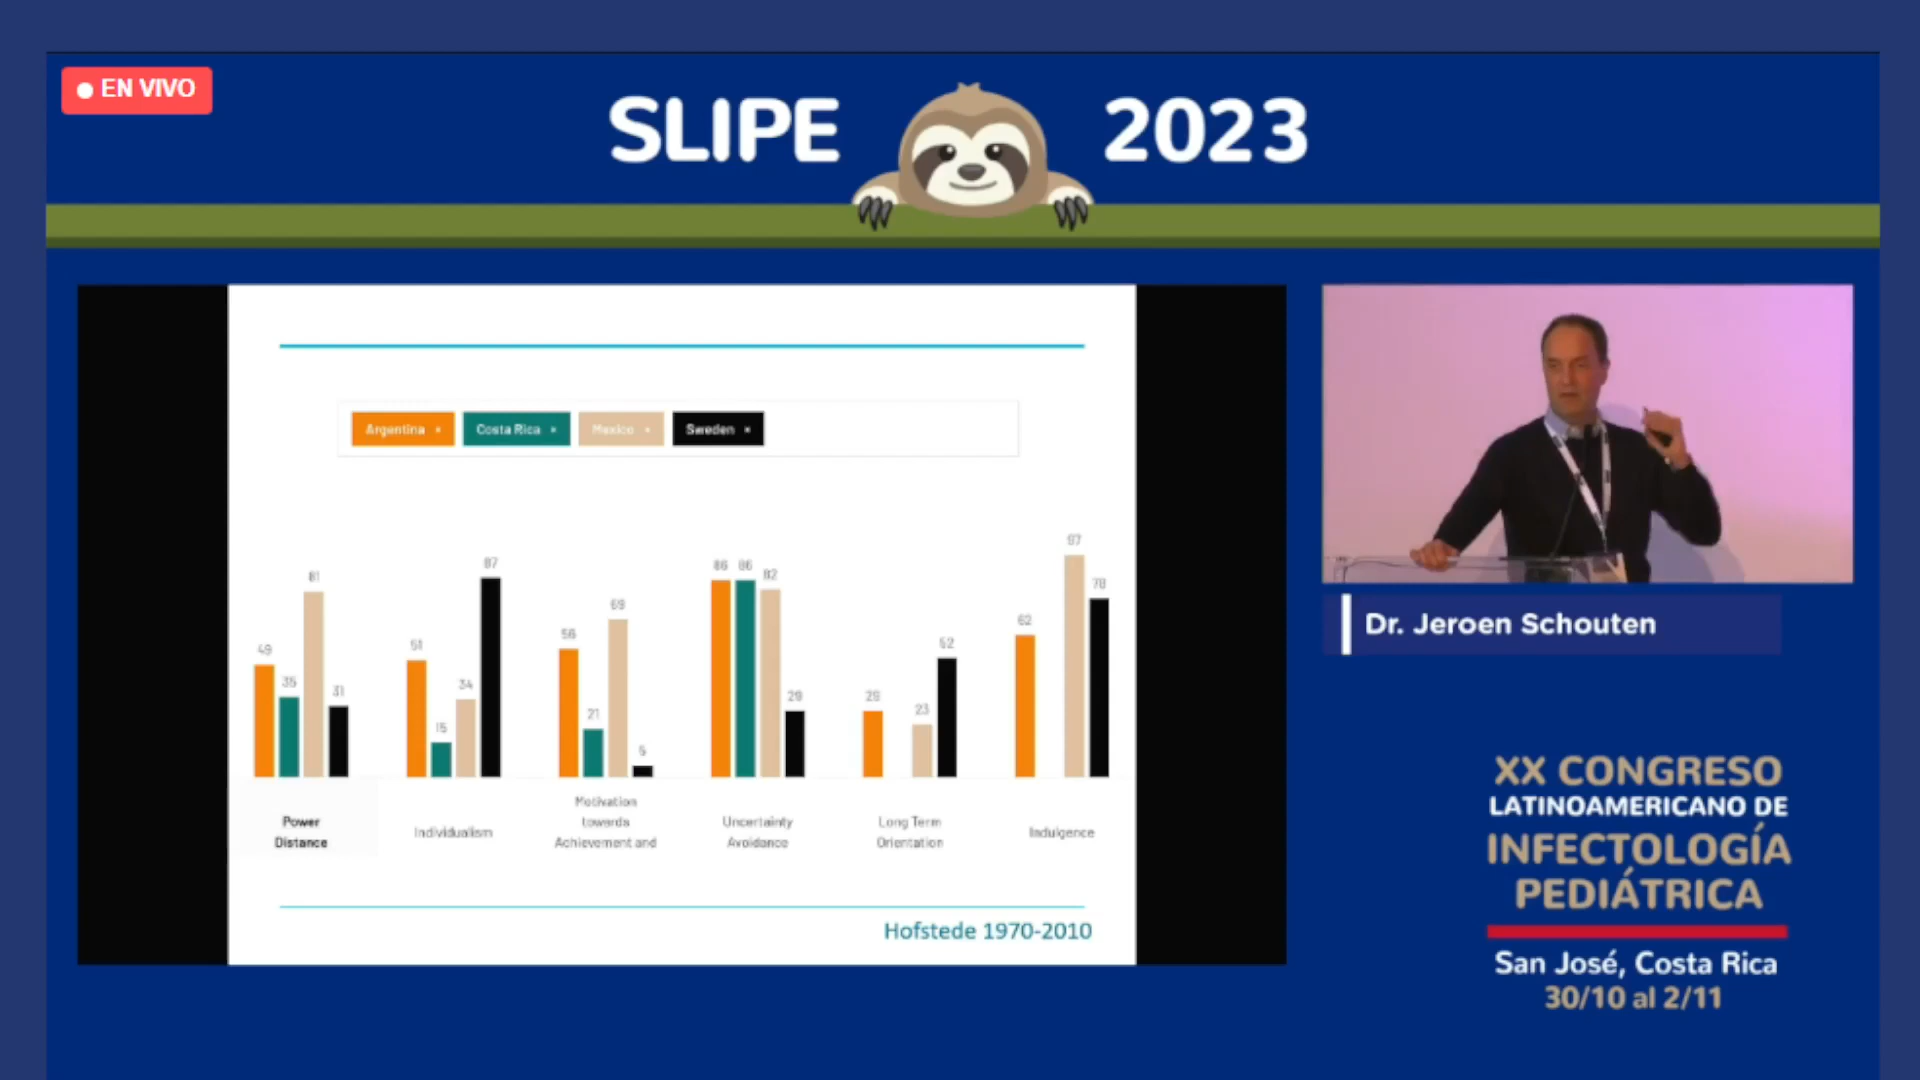 EN VIVO
SLIPE 2023
Argentina ×
Costa Rica ×
Mexico ×
Sweden ×
49
35
81
31
51
15
34
87
56
21
69
5
86
86
82
29
29
23
52
62
97
78
Power
Distance
Individualism
Motivation
towards
Achievement and
Uncertainty
Avoidance
Long Term
Orientation
Indulgence
Hofstede 1970-2010
Dr. Jeroen Schouten
XX CONGRESO
LATINOAMERICANO DE
INFECTOLOGÍA
PEDIÁTRICA
San José, Costa Rica
30/10 al 2/11